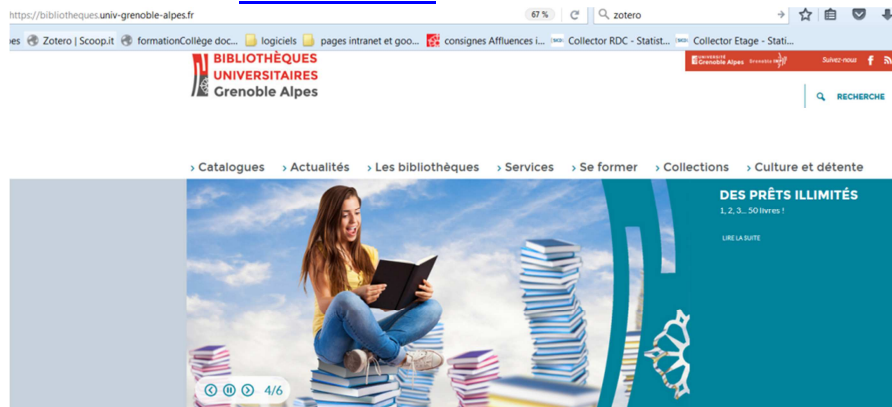 https://bibliotheques.univ-grenoble-alpes.fr
67 %
zotero
es
Zotero | Scoop.it
formationCollège doc...
logiciels
pages intranet et goo...
consignes Affluences i...
Collector RDC - Statist...
Collector Etage - Stati...
BIBLIOTHÈQUES
UNIVERSITAIRES
Grenoble Alpes
UNIVERSITÉ
Grenoble Alpes
Suivez-nous
RECHERCHE
› Catalogues › Actualités › Les bibliothèques › Services › Se former › Collections › Culture et détente
DES PRÊTS ILLIMITÉS
1, 2, 3... 50 livres !
LIRE LA SUITE
4/6